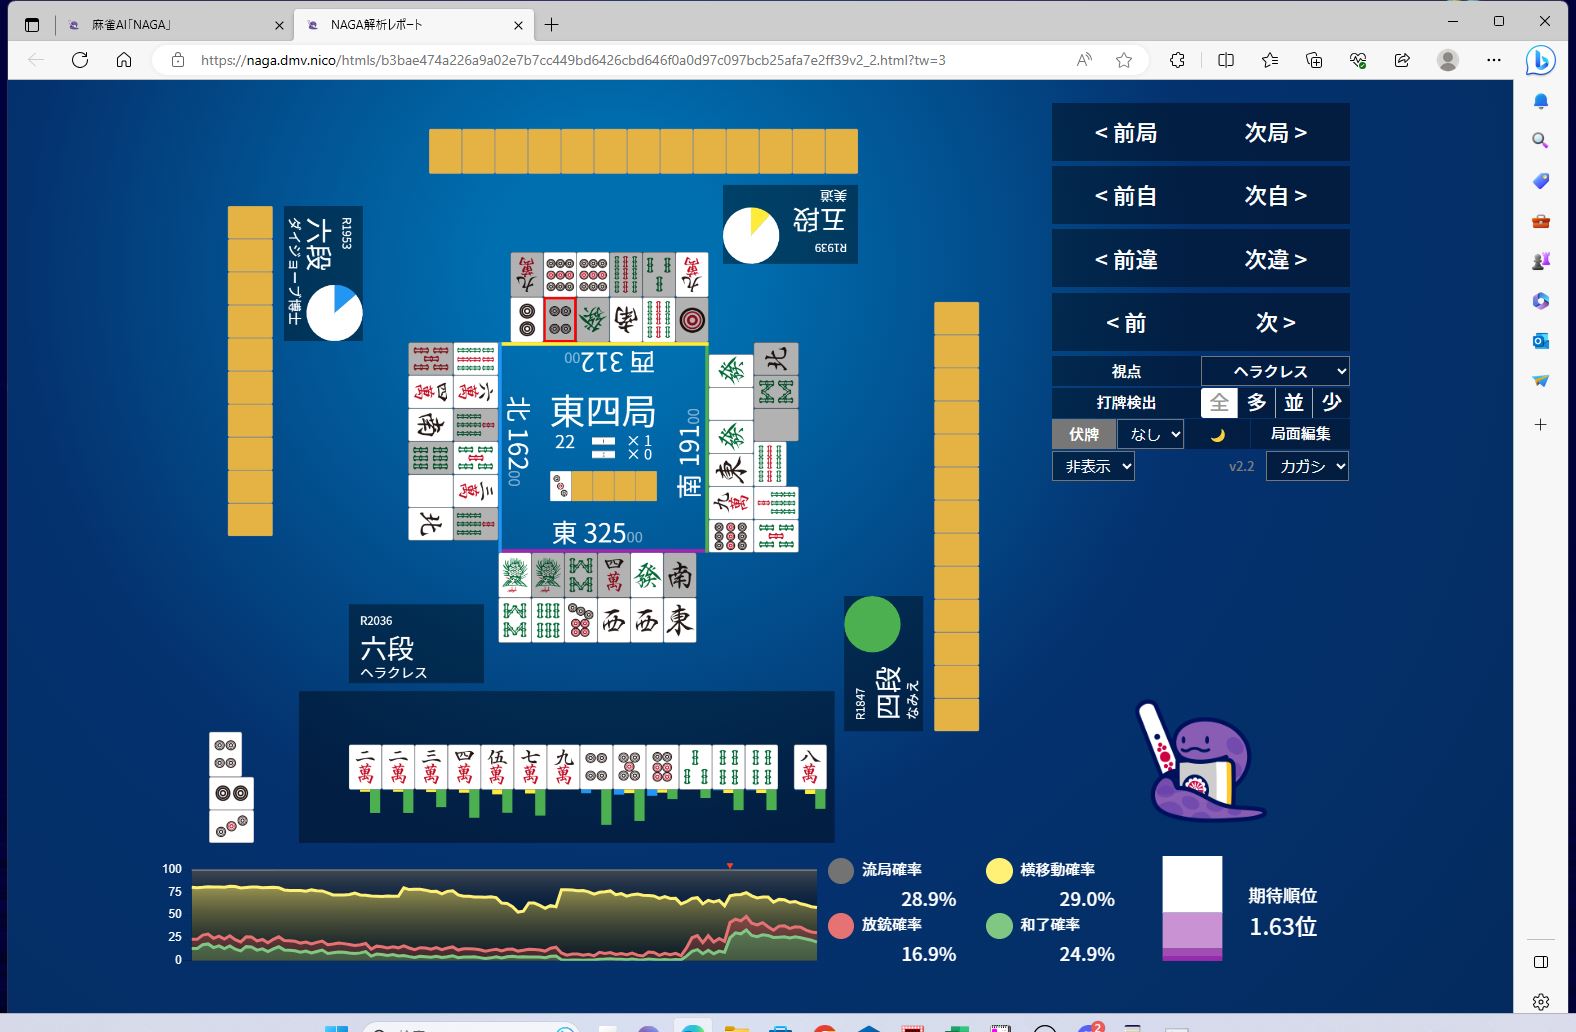 麻雀AI「NAGA」
NAGA解析レポート
https://naga.dmv.nico/htmls/b3bae474a226a9a02e7b7cc449bd6426cbd646f0a0d97c097bcb25afa7e2ff39v2_2.html?tw=3
< 前局
次局 >
< 前自
次自 >
< 前違
次違 >
< 前
次 >
視点
ヘラクレス
打牌検出
全
多
並
少
伏牌
なし
局面編集
非表示
v2.2
カガシ
R1953
六段
ダイジョーブ博士
美道
五段
R1939
西 31200
北 16200
東四局
22
×1
×0
南 19100
東 32500
R2036
六段
ヘラクレス
R1847
四段
なみえ
100
75
50
25
0
流局確率
28.9%
横移動確率
29.0%
放銃確率
16.9%
和了確率
24.9%
期待順位
1.63位
2